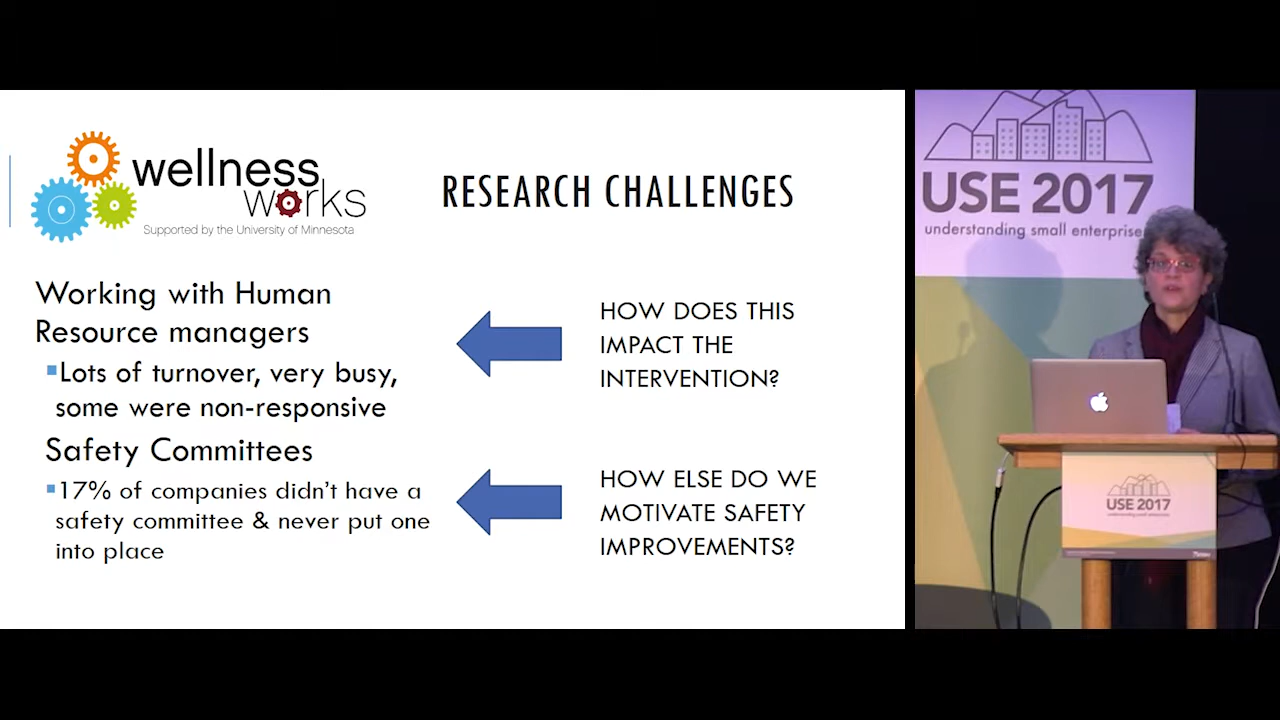 wellness
works
Supported by the University of Minnesota
RESEARCH CHALLENGES
Working with Human
Resource managers
▪Lots of turnover, very busy,
some were non-responsive
Safety Committees
▪17% of companies didn't have a
safety committee & never put one
into place
HOW DOES THIS
IMPACT THE
INTERVENTION?
HOW ELSE DO WE
MOTIVATE SAFETY
IMPROVEMENTS?
USE 2017
understanding small enterprise
USE 2017
understanding small enterprises